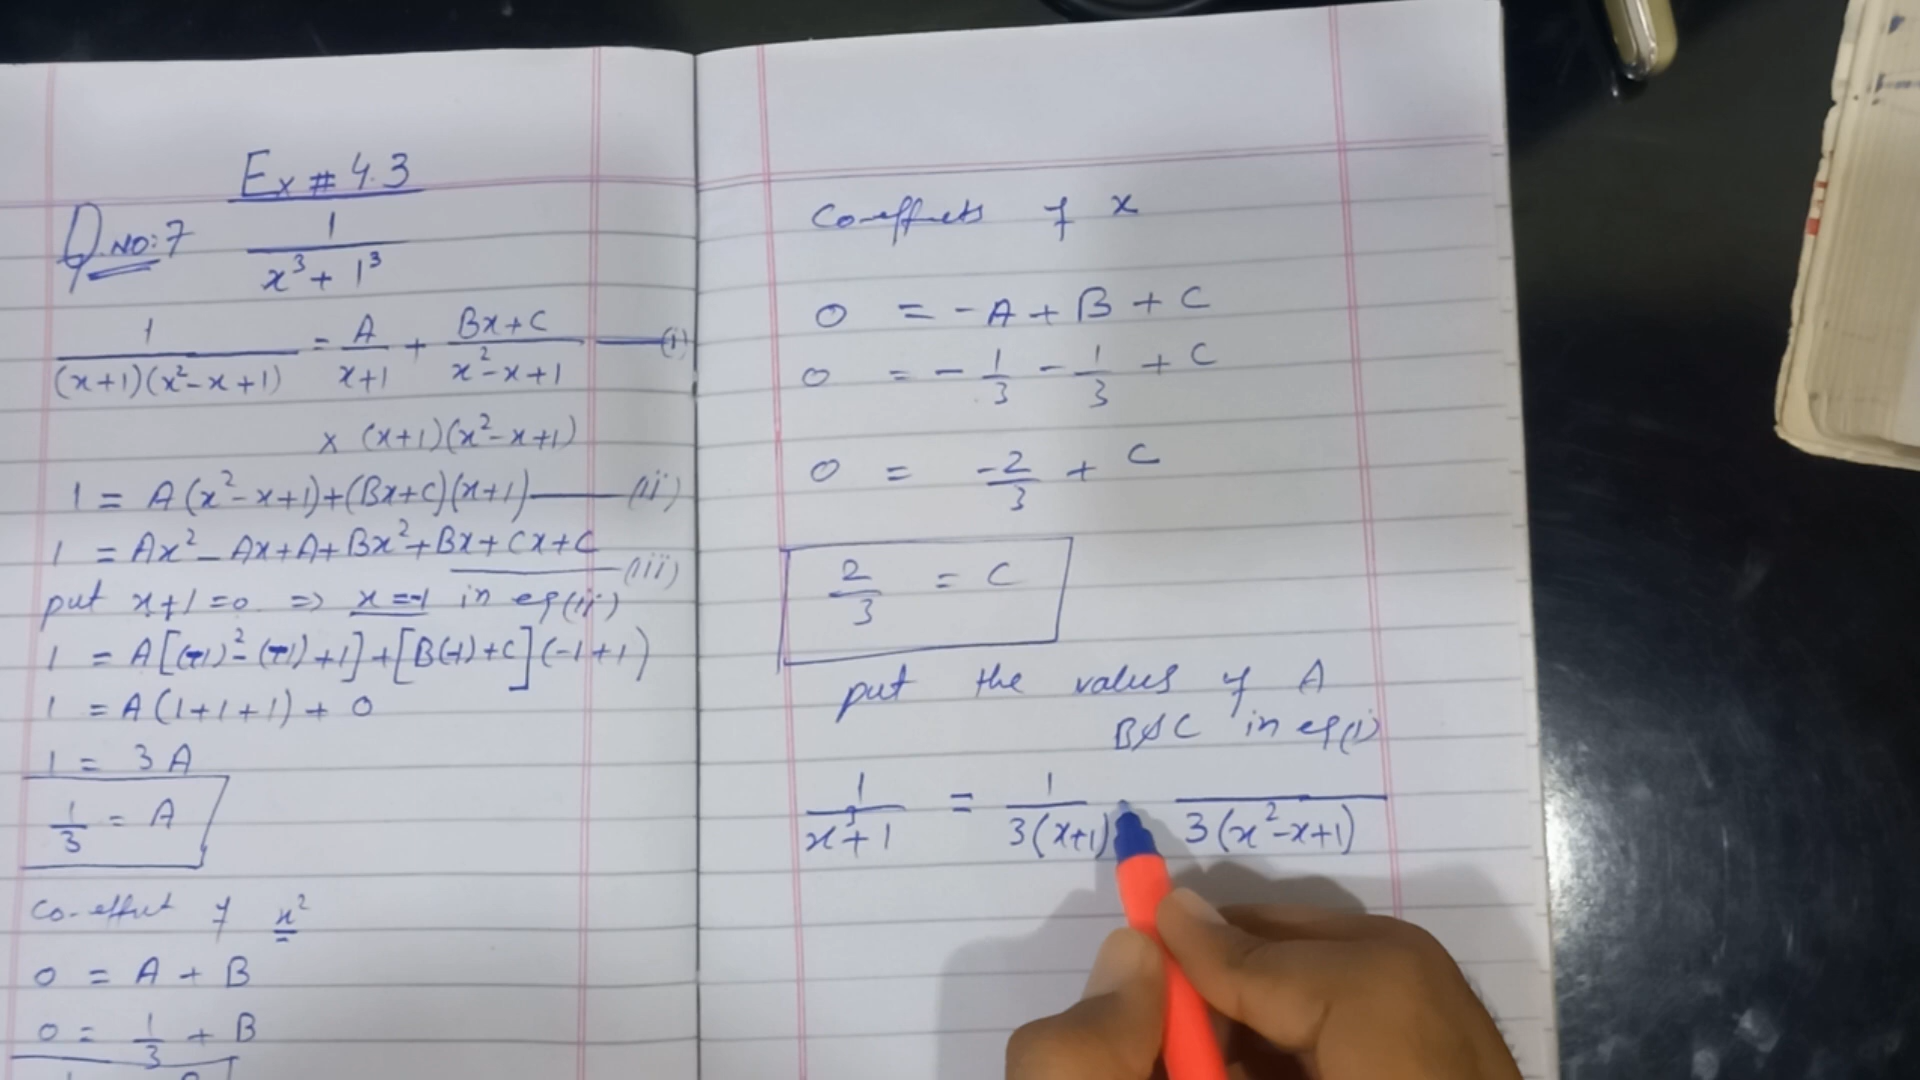 Ex # 4.3
Q.NO:7 1/(x³+1³)
1/((x+1)(x²-x+1)) = A/(x+1) + (Bx+C)/(x²-x+1) —(i)
x (x+1)(x²-x+1)
1 = A(x²-x+1)+(Bx+C)(x+1)—(ii)
1 = Ax²-Ax+A+Bx²+Bx+Cx+C —(iii)
put x+1=0 => x=-1 in eq(ii)
1 = A[(-1)²-(-1)+1]+[B(-1)+C](-1+1)
1 = A(1+1+1)+0
1 = 3A
1/3 = A
Co-effict of x²
0 = A + B
0 = 1/3 + B
Co-efficts of x
0 = -A+B+C
0 = -1/3 -1/3 + C
0 = -2/3 + C
2/3 = C
put the values of A
B&C in eq(i)
1/(x³+1) = 1/(3(x+1)) 3(x²-x+1)